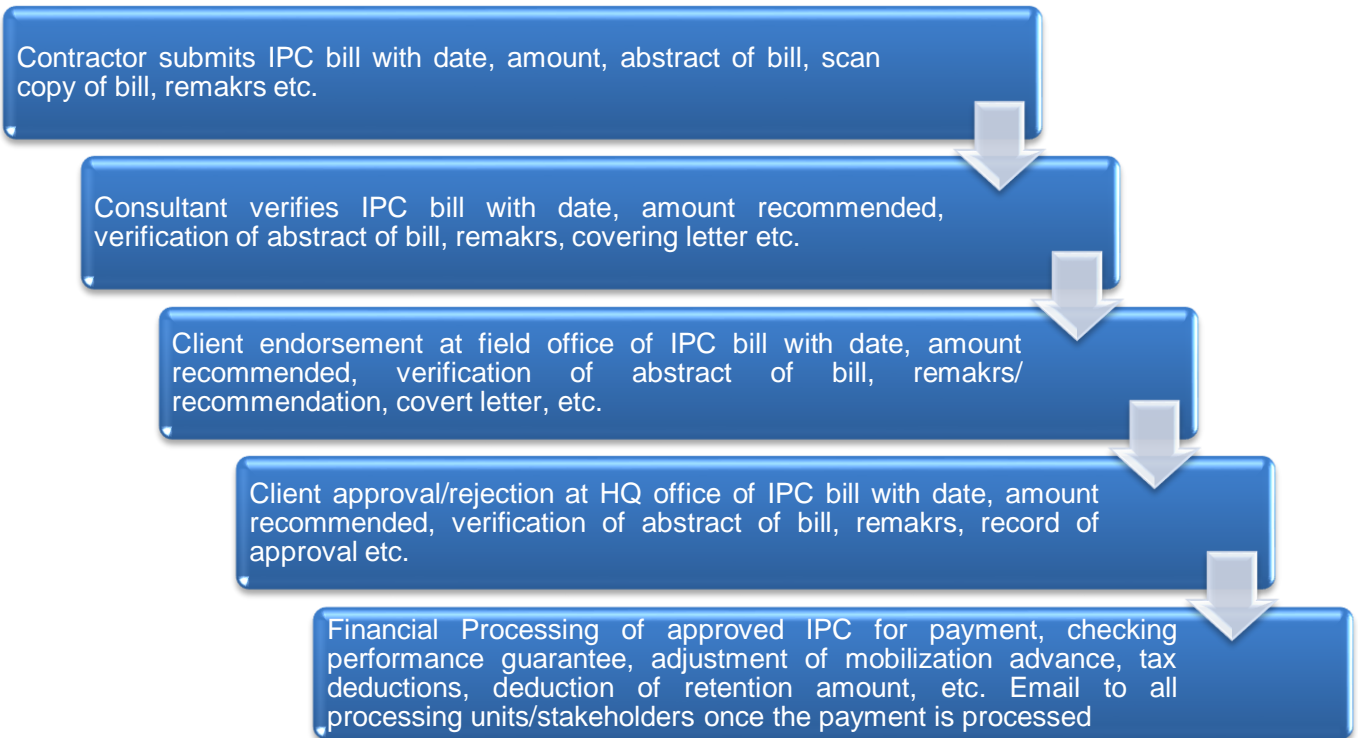 Contractor submits IPC bill with date, amount, abstract of bill, scan
copy of bill, remakrs etc.
Consultant verifies IPC bill with date, amount recommended,
verification of abstract of bill, remakrs, covering letter etc.
Client endorsement at field office of IPC bill with date, amount
recommended, verification of abstract of bill, remakrs/
recommendation, covert letter, etc.
Client approval/rejection at HQ office of IPC bill with date, amount
recommended, verification of abstract of bill, remakrs, record of
approval etc.
Financial Processing of approved IPC for payment, checking
performance guarantee, adjustment of mobilization advance, tax
deductions, deduction of retention amount, etc. Email to all
processing units/stakeholders once the payment is processed